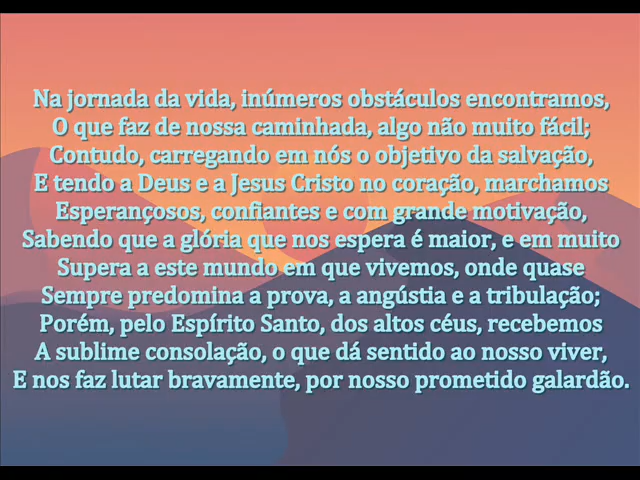 Na jornada da vida, inúmeros obstáculos encontramos,
O que faz de nossa caminhada, algo não muito fácil;
Contudo, carregando em nós o objetivo da salvação,
E tendo a Deus e a Jesus Cristo no coração, marchamos
Esperançosos, confiantes e com grande motivação,
Sabendo que a glória que nos espera é maior, e em muito
Supera a este mundo em que vivemos, onde quase
Sempre predomina a prova, a angústia e a tribulação;
Porém, pelo Espírito Santo, dos altos céus, recebemos
A sublime consolação, o que dá sentido ao nosso viver,
E nos faz lutar bravamente, por nosso prometido galardão.